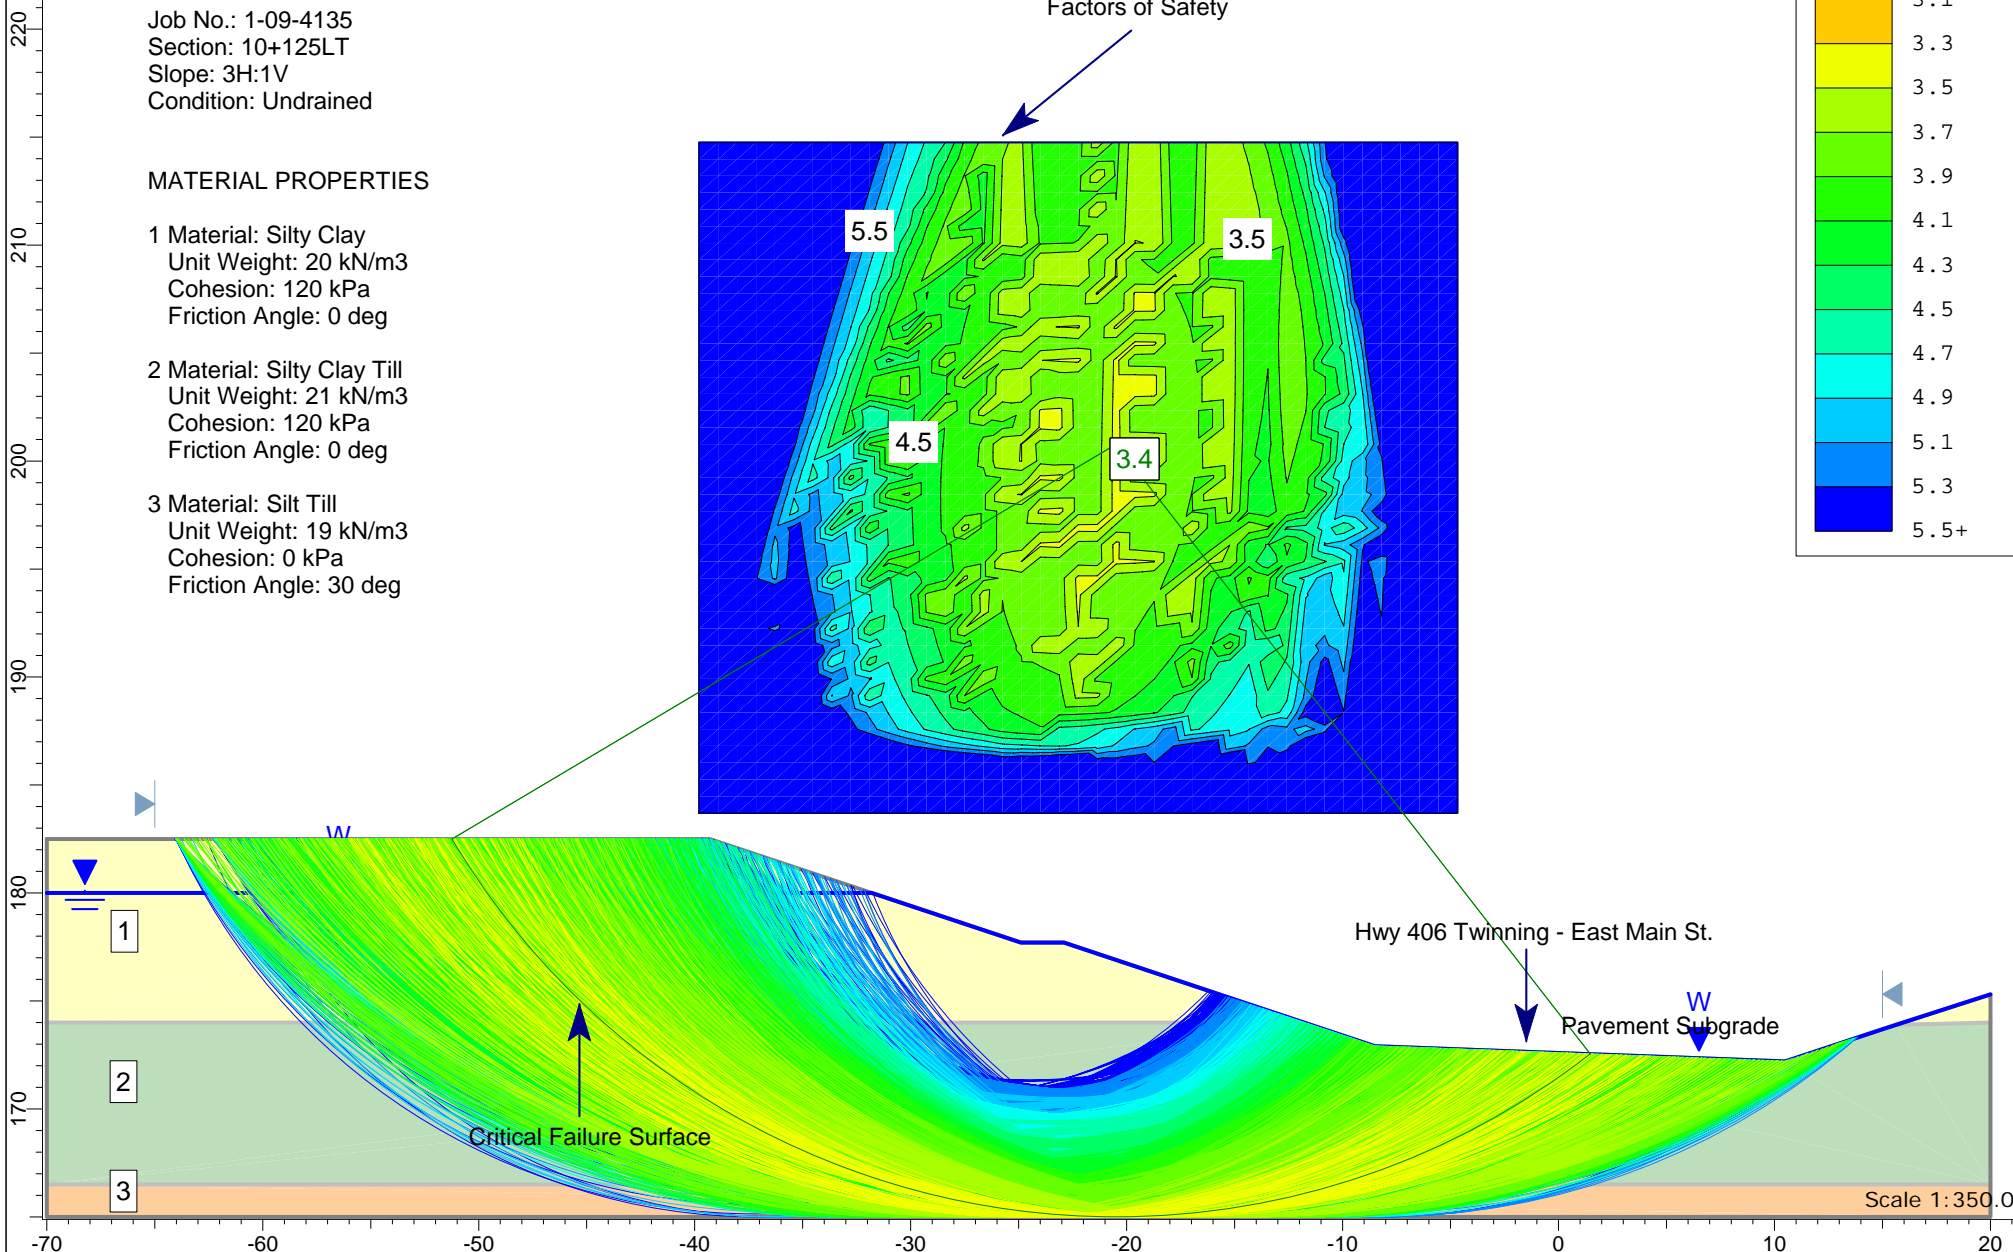 Factors of Safety
Job No.: 1-09-4135
Section: 10+125LT
Slope: 3H:1V
Condition: Undrained
MATERIAL PROPERTIES
1 Material: Silty Clay
Unit Weight: 20 kN/m3
Cohesion: 120 kPa
Friction Angle: 0 deg
2 Material: Silty Clay Till
Unit Weight: 21 kN/m3
Cohesion: 120 kPa
Friction Angle: 0 deg
3 Material: Silt Till
Unit Weight: 19 kN/m3
Cohesion: 0 kPa
Friction Angle: 30 deg
3.1
3.3
3.5
3.7
3.9
4.1
4.3
4.5
4.7
4.9
5.1
5.3
5.5+
5.5
3.5
4.5
3.4
220
210
200
190
180
170
W
1
2
3
Critical Failure Surface
Hwy 406 Twinning - East Main St.
W
Pavement Subgrade
Scale 1:350.0
-70
-60
-50
-40
-30
-20
-10
0
10
20